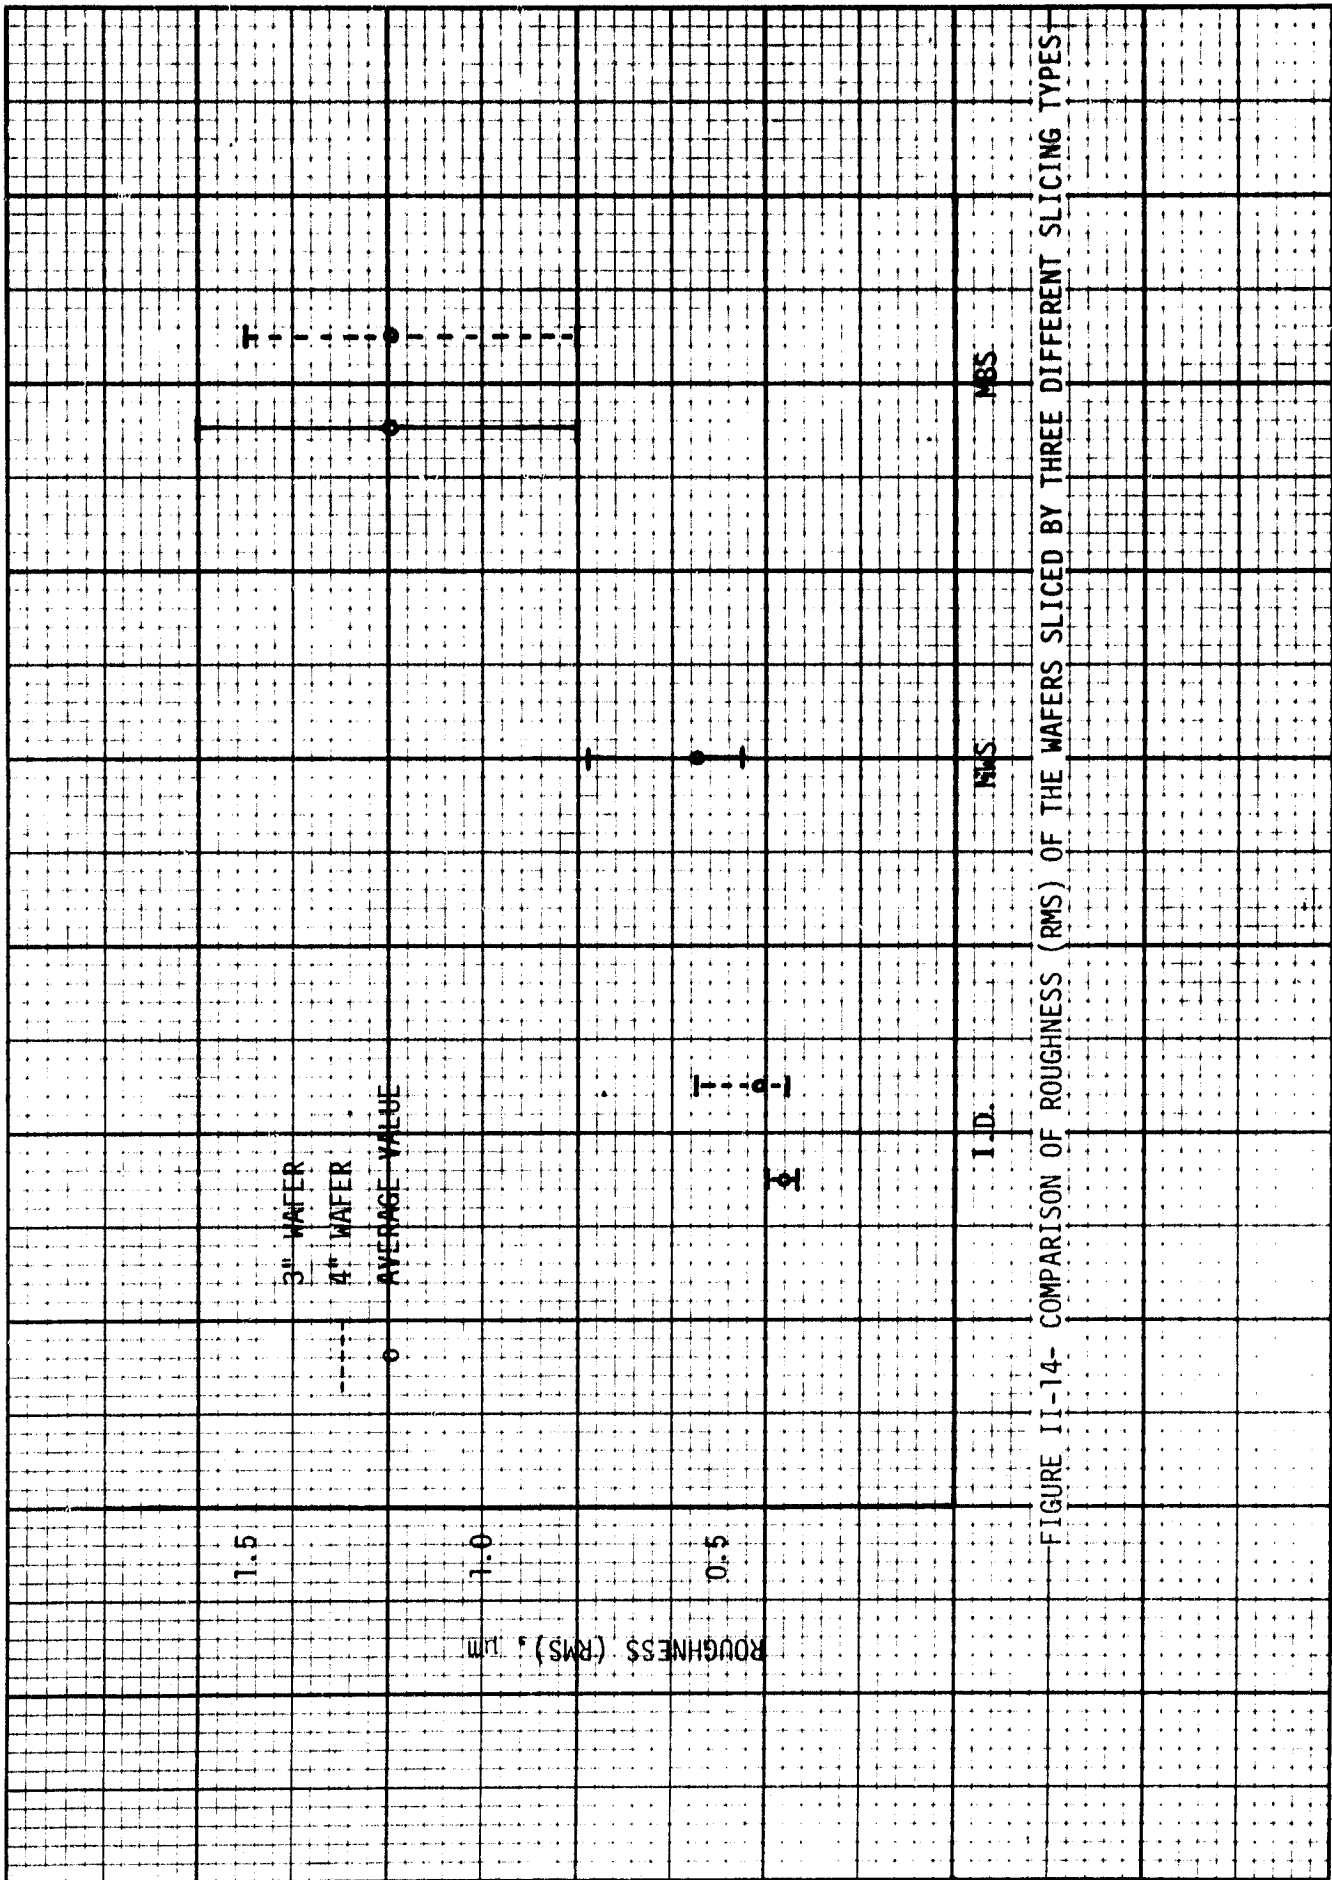 3" WAFER
4" WAFER
AVERAGE VALUE
1.5
1.0
0.5
ROUGHNESS (RMS), μm
I.D.
MWS
MBS
FIGURE II-14- COMPARISON OF ROUGHNESS (RMS) OF THE WAFERS SLICED BY THREE DIFFERENT SLICING TYPES